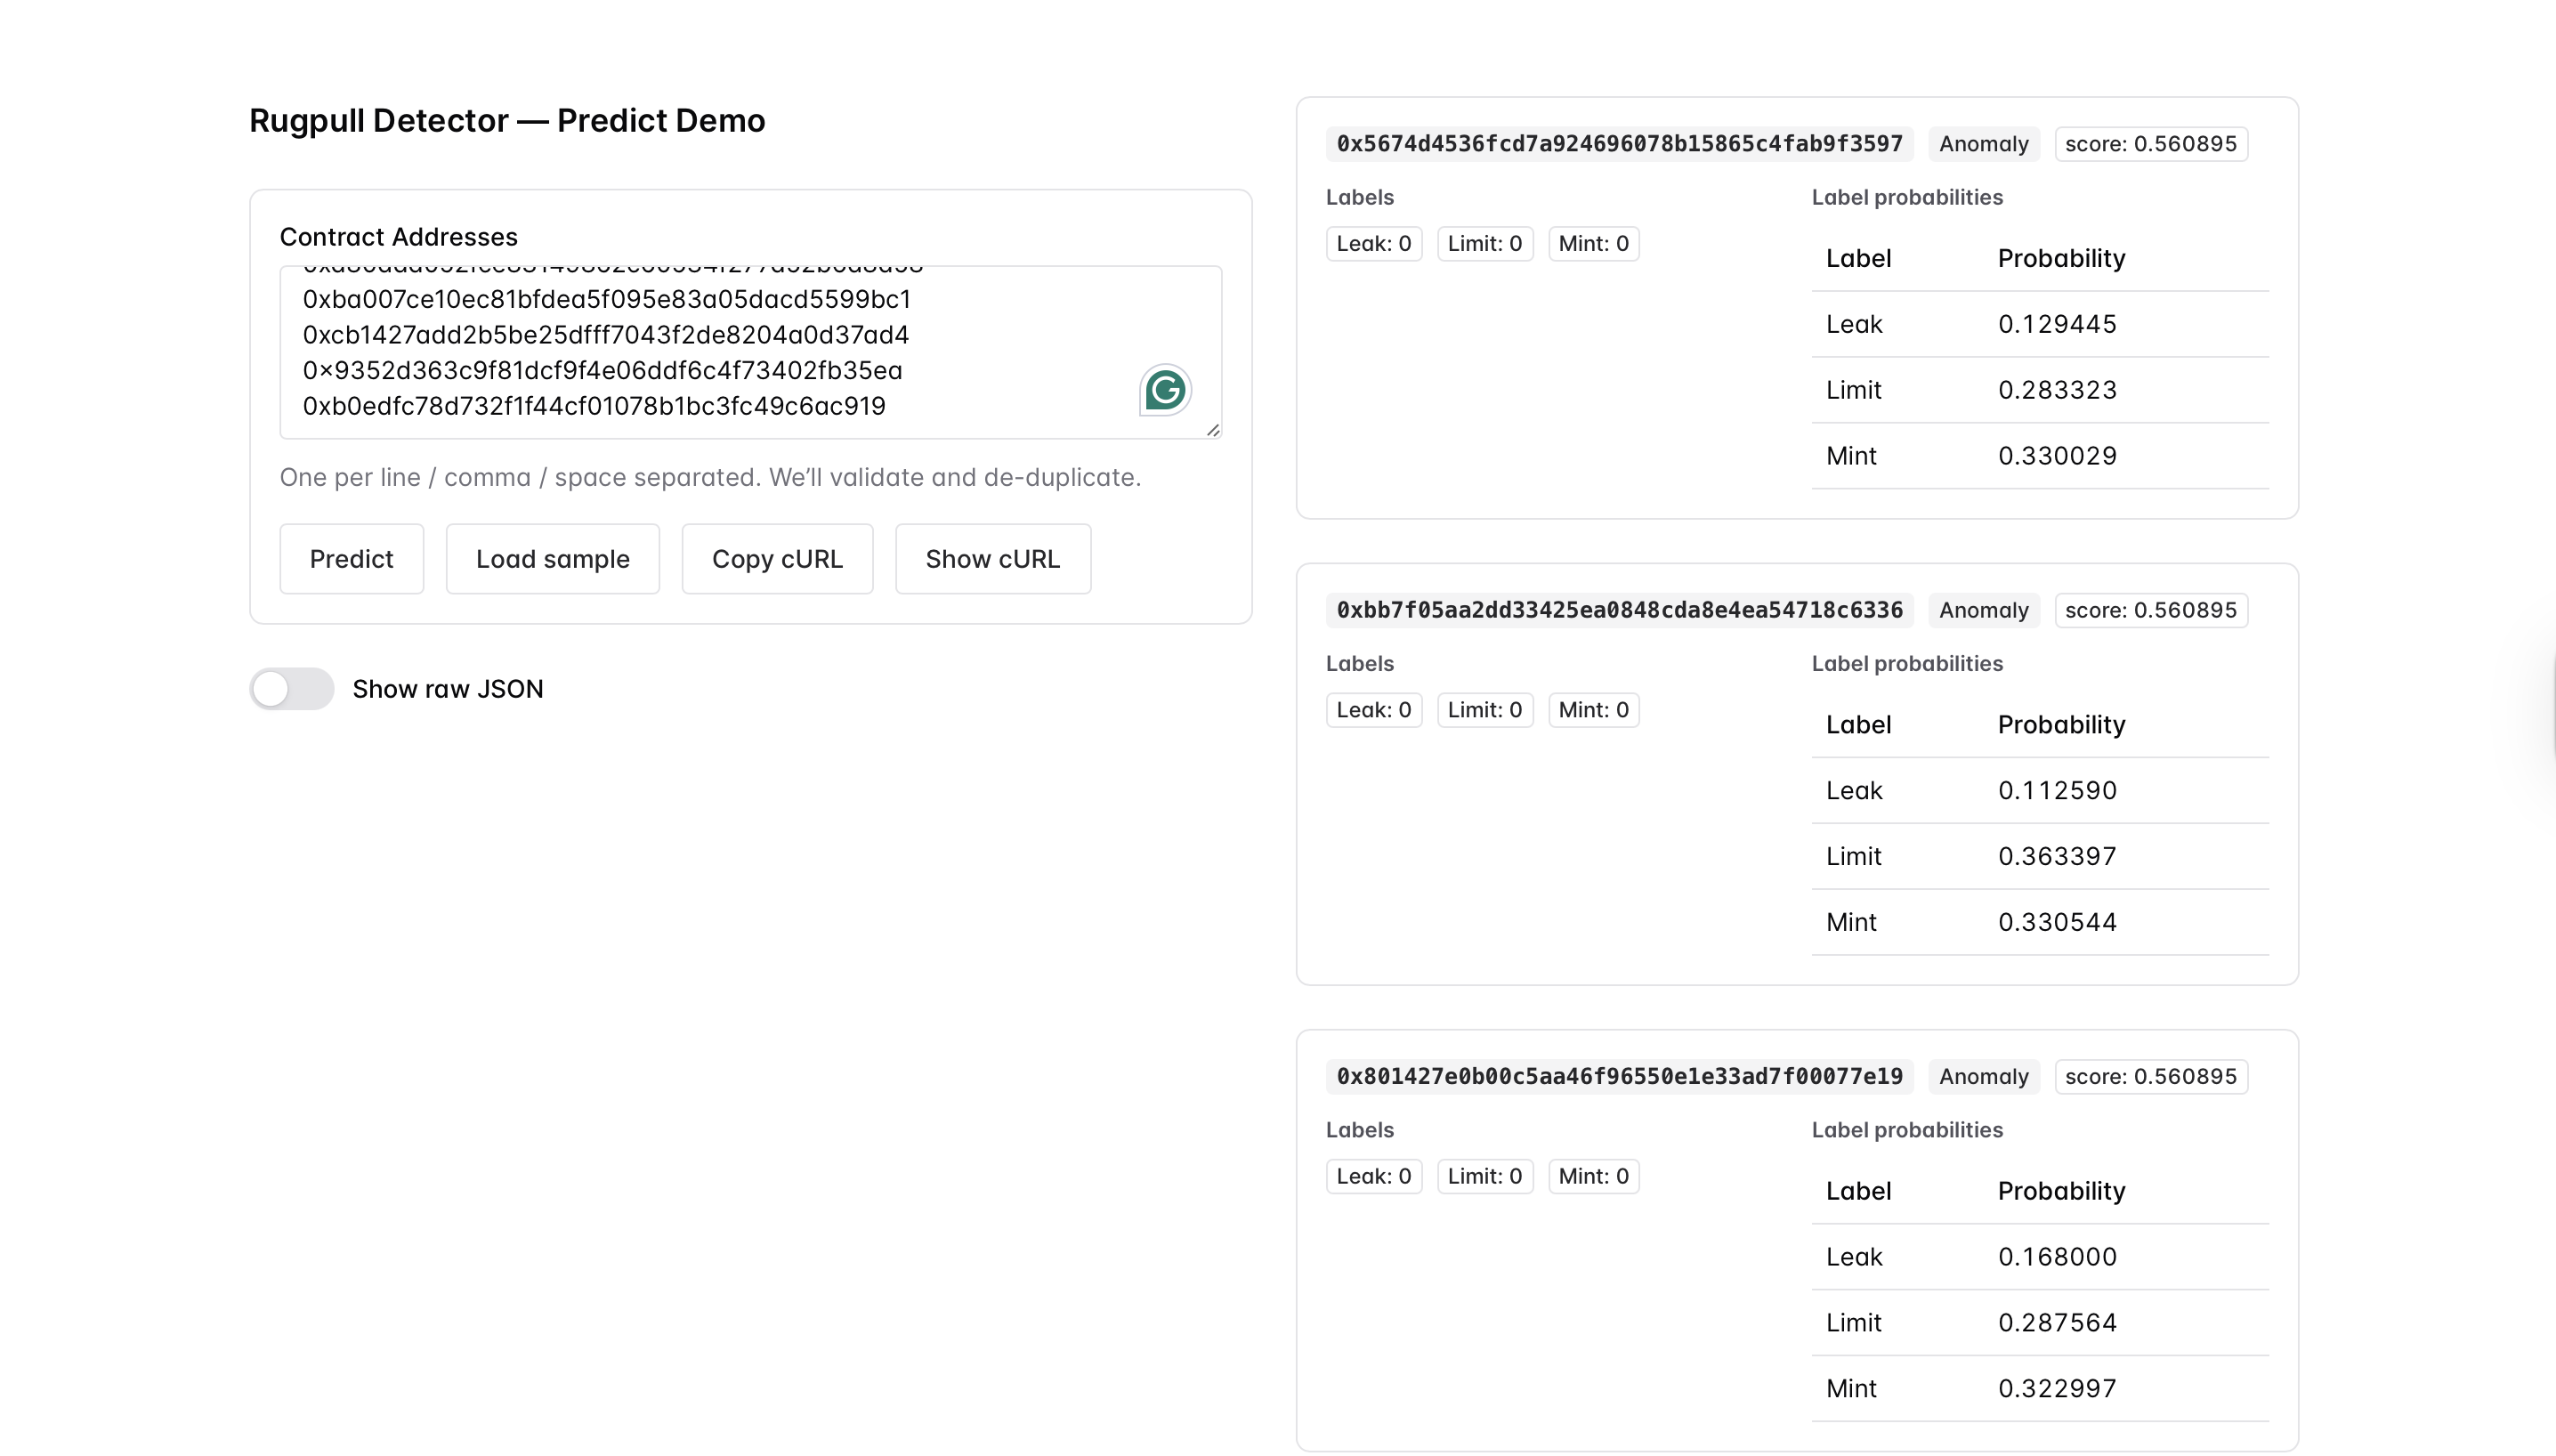 Rugpull Detector — Predict Demo
Contract Addresses
0xba007ce10ec81bfdea5f095e83a05dacd5599bc1
0xcb1427add2b5be25dfff7043f2de8204a0d37ad4
0×9352d363c9f81dcf9f4e06ddf6c4f73402fb35ea
0xb0edfc78d732f1f44cf01078b1bc3fc49c6ac919
One per line / comma / space separated. We’ll validate and de-duplicate.
Predict
Load sample
Copy cURL
Show cURL
Show raw JSON
0x5674d4536fcd7a924696078b15865c4fab9f3597 Anomaly score: 0.560895
Labels
Leak: 0 Limit: 0 Mint: 0
Label probabilities
Label Probability
Leak 0.129445
Limit 0.283323
Mint 0.330029
0xbb7f05aa2dd33425ea0848cda8e4ea54718c6336 Anomaly score: 0.560895
Labels
Leak: 0 Limit: 0 Mint: 0
Label probabilities
Label Probability
Leak 0.112590
Limit 0.363397
Mint 0.330544
0x801427e0b00c5aa46f96550e1e33ad7f00077e19 Anomaly score: 0.560895
Labels
Leak: 0 Limit: 0 Mint: 0
Label probabilities
Label Probability
Leak 0.168000
Limit 0.287564
Mint 0.322997